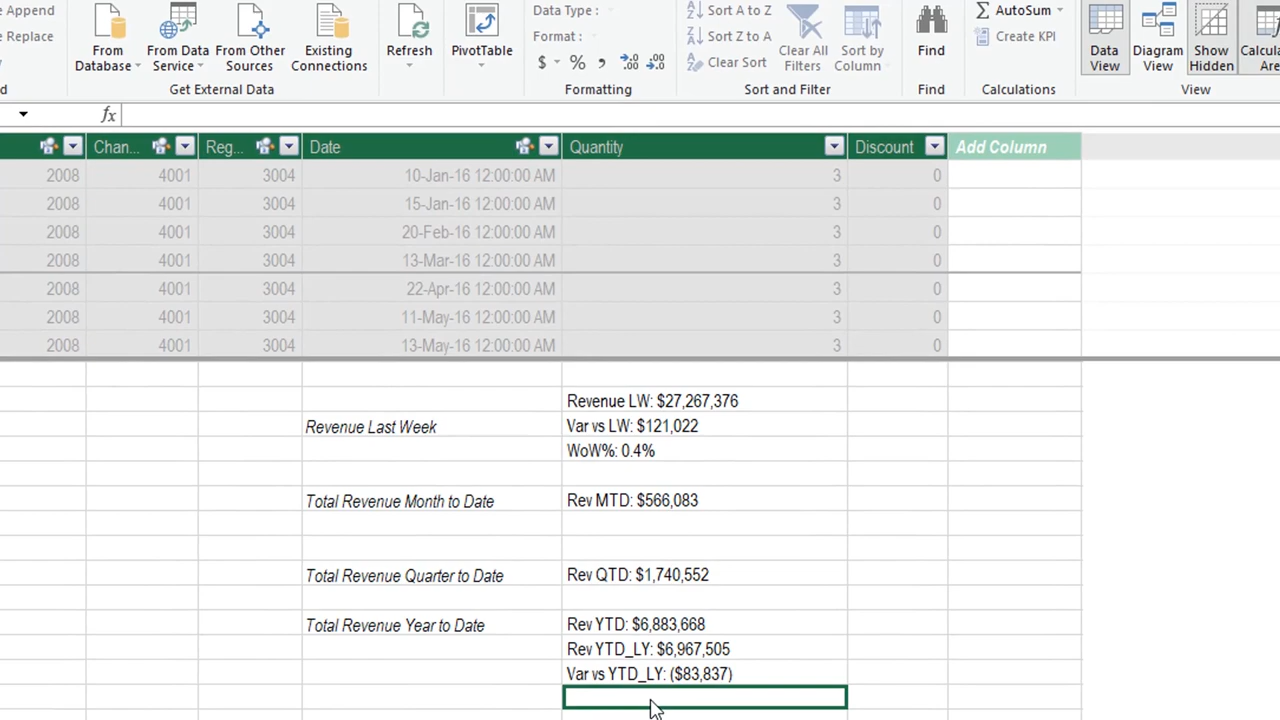 e Append
e Replace
From Database
From Data Service
From Other Sources
Existing Connections
Get External Data
Refresh
PivotTable
Data Type :
Format :
$ % ,
Formatting
Sort A to Z
Sort Z to A
Clear Sort
Clear All Filters
Sort by Column
Sort and Filter
Find
Find
AutoSum
Create KPI
Calculations
Data View
Diagram View
Show Hidden
Calcula
Are
View
fx
Chan... Reg... Date Quantity Discount Add Column
2008 4001 3004 10-Jan-16 12:00:00 AM 3 0
2008 4001 3004 15-Jan-16 12:00:00 AM 3 0
2008 4001 3004 20-Feb-16 12:00:00 AM 3 0
2008 4001 3004 13-Mar-16 12:00:00 AM 3 0
2008 4001 3004 22-Apr-16 12:00:00 AM 3 0
2008 4001 3004 11-May-16 12:00:00 AM 3 0
2008 4001 3004 13-May-16 12:00:00 AM 3 0
Revenue LW: $27,267,376
Revenue Last Week Var vs LW: $121,022
WoW%: 0.4%
Total Revenue Month to Date Rev MTD: $566,083
Total Revenue Quarter to Date Rev QTD: $1,740,552
Total Revenue Year to Date Rev YTD: $6,883,668
Rev YTD_LY: $6,967,505
Var vs YTD_LY: ($83,837)